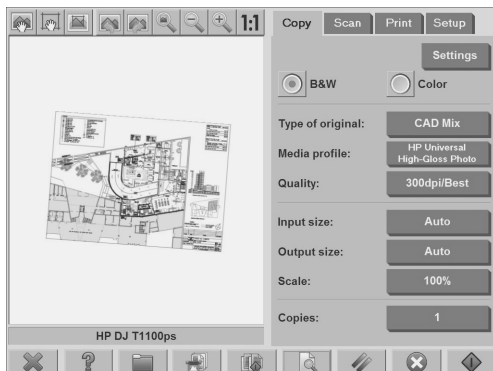 1:1
Copy Scan Print Setup
Settings
B&W Color
Type of original: CAD Mix
Media profile: HP Universal
High-Gloss Photo
Quality: 300dpi/Best
Input size: Auto
Output size: Auto
Scale: 100%
Copies: 1
HP DJ T1100ps
?